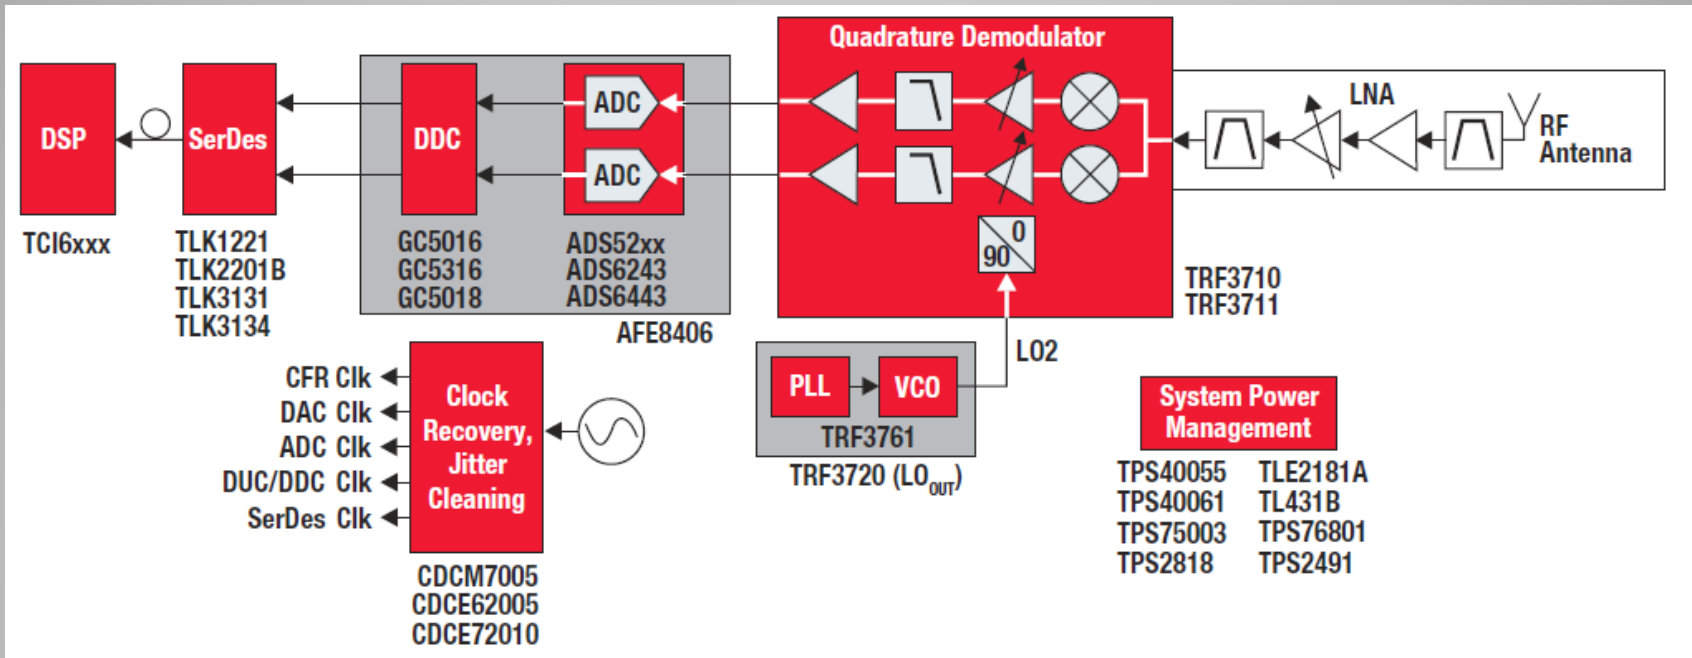 Quadrature Demodulator
DSP
SerDes
DDC
ADC
ADC
LNA
RF
Antenna
0
90
TCI6xxx
TLK1221
TLK2201B
TLK3131
TLK3134
GC5016
GC5316
GC5018
ADS52xx
ADS6243
ADS6443
AFE8406
TRF3710
TRF3711
LO2
PLL
VCO
TRF3761
TRF3720 (LOOUT)
CFR Clk
DAC Clk
ADC Clk
DUC/DDC Clk
SerDes Clk
Clock
Recovery,
Jitter
Cleaning
CDCM7005
CDCE62005
CDCE72010
System Power
Management
TPS40055 TLE2181A
TPS40061 TL431B
TPS75003 TPS76801
TPS2818 TPS2491